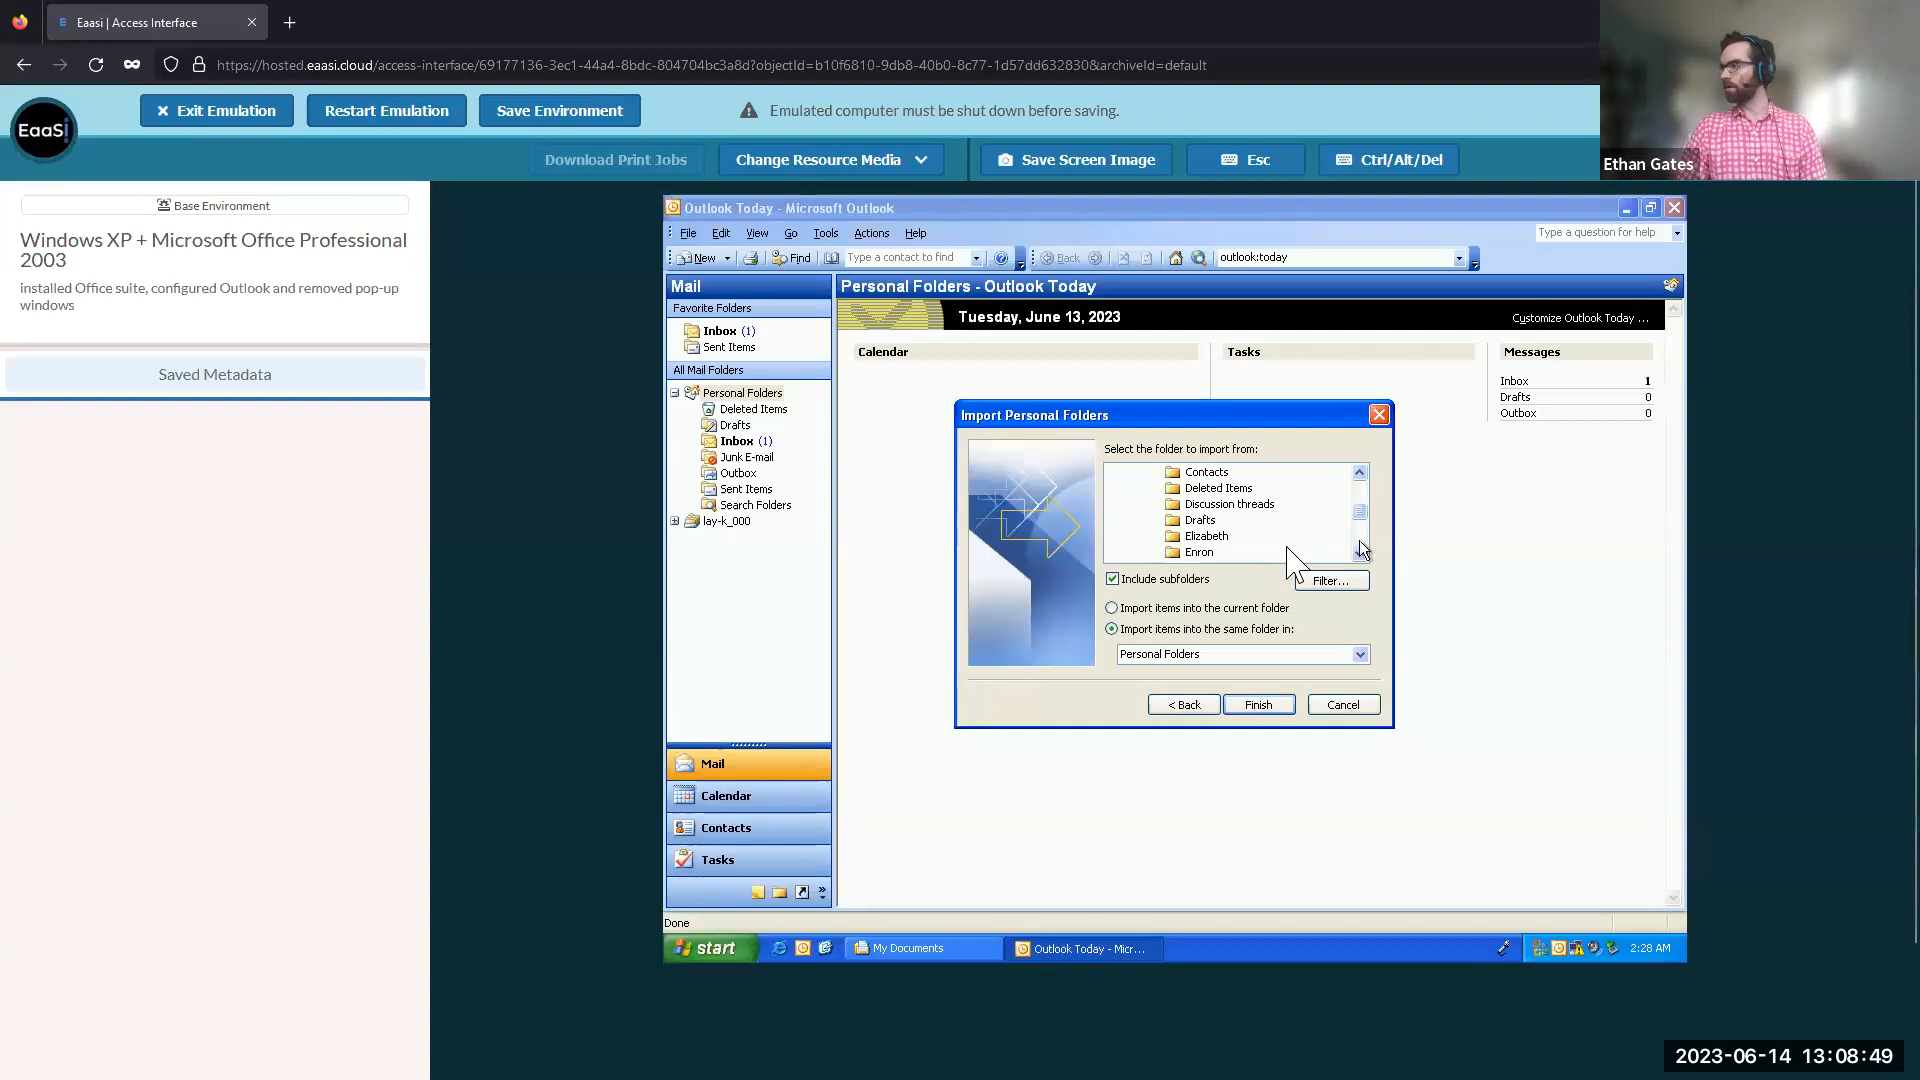 Eaasi | Access Interface
https://hosted.eaasi.cloud/access-interface/69177136-3ec1-44a4-8bdc-804704bc3a8d?objectId=b10f6810-9db8-40b0-8c77-1d57dd632830&archiveId=default
EaaSi
Exit Emulation
Restart Emulation
Save Environment
Emulated computer must be shut down before saving.
Download Print Jobs
Change Resource Media
Save Screen Image
Esc
Ctrl/Alt/Del
Ethan Gates
Base Environment
Windows XP + Microsoft Office Professional
2003
installed Office suite, configured Outlook and removed pop-up
windows
Saved Metadata
Outlook Today - Microsoft Outlook
File Edit View Go Tools Actions Help
Type a question for help
New
Find
Type a contact to find
Back
outlook:today
Mail
Favorite Folders
Inbox (1)
Sent Items
All Mail Folders
Personal Folders
Deleted Items
Drafts
Inbox (1)
Junk E-mail
Outbox
Sent Items
Search Folders
lay-k_000
Mail
Calendar
Contacts
Tasks
Personal Folders - Outlook Today
Tuesday, June 13, 2023
Customize Outlook Today ...
Calendar
Tasks
Messages
Inbox 1
Drafts 0
Outbox 0
Import Personal Folders
Select the folder to import from:
Contacts
Deleted Items
Discussion threads
Drafts
Elizabeth
Enron
Include subfolders
Filter...
Import items into the current folder
Import items into the same folder in:
Personal Folders
< Back
Finish
Cancel
Done
start
My Documents
Outlook Today - Micr...
2:28 AM
2023-06-14 13:08:49